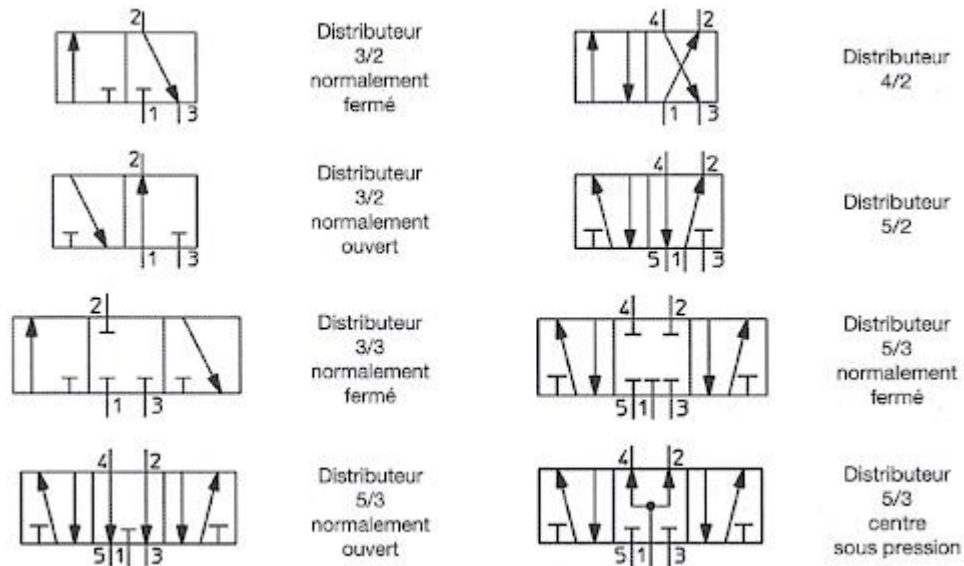 2
1 3
Distributeur
3/2
normalement
fermé
4 2
1 3
Distributeur
4/2
2
1 3
Distributeur
3/2
normalement
ouvert
4 2
5 1 3
Distributeur
5/2
2
1 3
Distributeur
3/3
normalement
fermé
4 2
5 1 3
Distributeur
5/3
normalement
fermé
4 2
5 1 3
Distributeur
5/3
normalement
ouvert
4 2
5 1 3
Distributeur
5/3
centre
sous pression